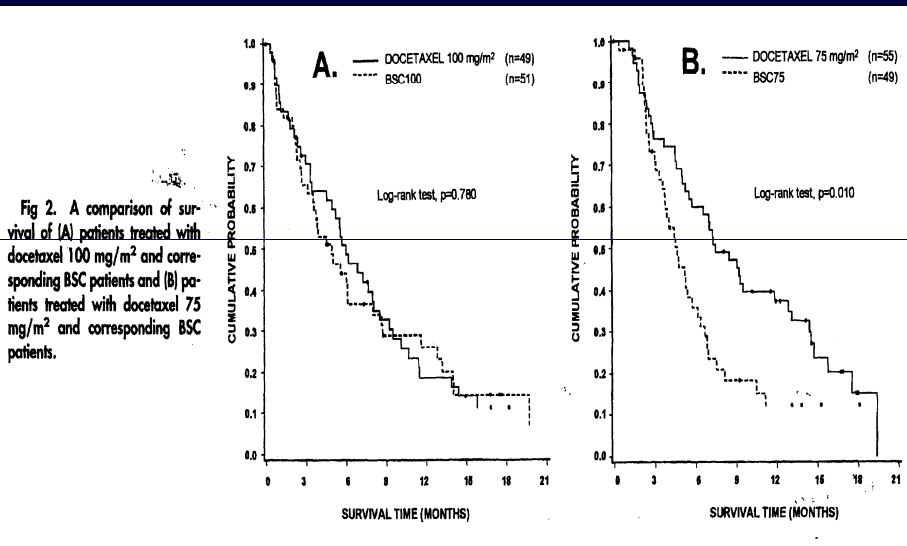 Fig 2. A comparison of sur-
vival of (A) patients treated with
docetaxel 100 mg/m² and corre-
sponding BSC patients and (B) pa-
tients treated with docetaxel 75
mg/m² and corresponding BSC
patients.
A.
DOCETAXEL 100 mg/m² (n=49)
BSC100 (n=51)
Log-rank test, p=0.780
CUMULATIVE PROBABILITY
1.0
0.9
0.8
0.7
0.6
0.5
0.4
0.3
0.2
0.1
0.0
0 3 6 9 12 15 18 21
SURVIVAL TIME (MONTHS)
B.
DOCETAXEL 75 mg/m² (n=55)
BSC75 (n=49)
Log-rank test, p=0.010
CUMULATIVE PROBABILITY
1.0
0.9
0.8
0.7
0.6
0.5
0.4
0.3
0.2
0.1
0.0
0 3 6 9 12 15 18 21
SURVIVAL TIME (MONTHS)